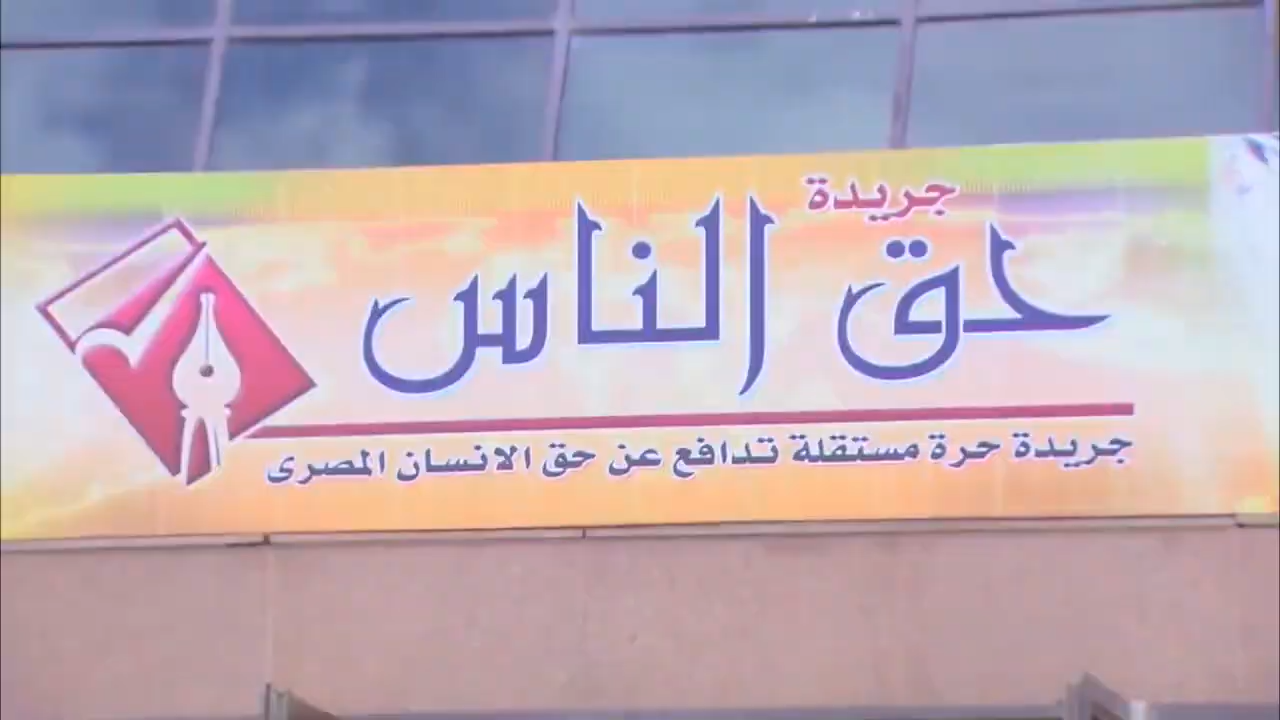 جريدة
حق الناس
جريدة حرة مستقلة تدافع عن حق الانسان المصرى